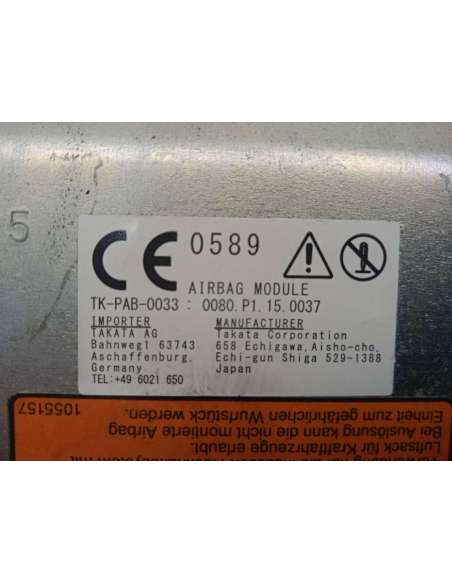 5
CE 0589
AIRBAG MODULE
TK-PAB-0033 : 0080.P1.15.0037
IMPORTER
TAKATA AG
Bahnweg1 63743
Aschaffenburg.
Germany
TEL:+49 6021 650
MANUFACTURER
Takata Corporation
658 Echigawa,Aisho-cho,
Echi-gun Shiga 529-1388
Japan
1055157
Luftsack für Kraftfahrzeuge erlaubt.
Bei Auslösung kann die nicht montierte Airbag
Einheit zum gefährlichen Wurfstück werden.